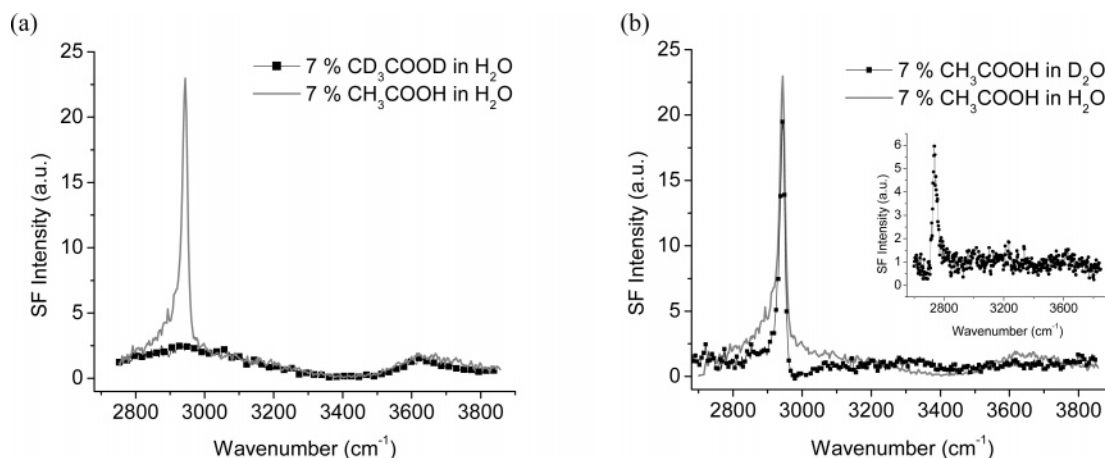 (a)
25
20
15
10
5
0
SF Intensity (a.u.)
7 % CD₃COOD in H₂O
7 % CH₃COOH in H₂O
2800 3000 3200 3400 3600 3800
Wavenumber (cm⁻¹)
(b)
25
20
15
10
5
0
SF Intensity (a.u.)
7 % CH₃COOH in D₂O
7 % CH₃COOH in H₂O
6
5
4
3
2
1
0
SF Intensity (a.u.)
2800 3200 3600
Wavenumber (cm⁻¹)
2800 3000 3200 3400 3600 3800
Wavenumber (cm⁻¹)